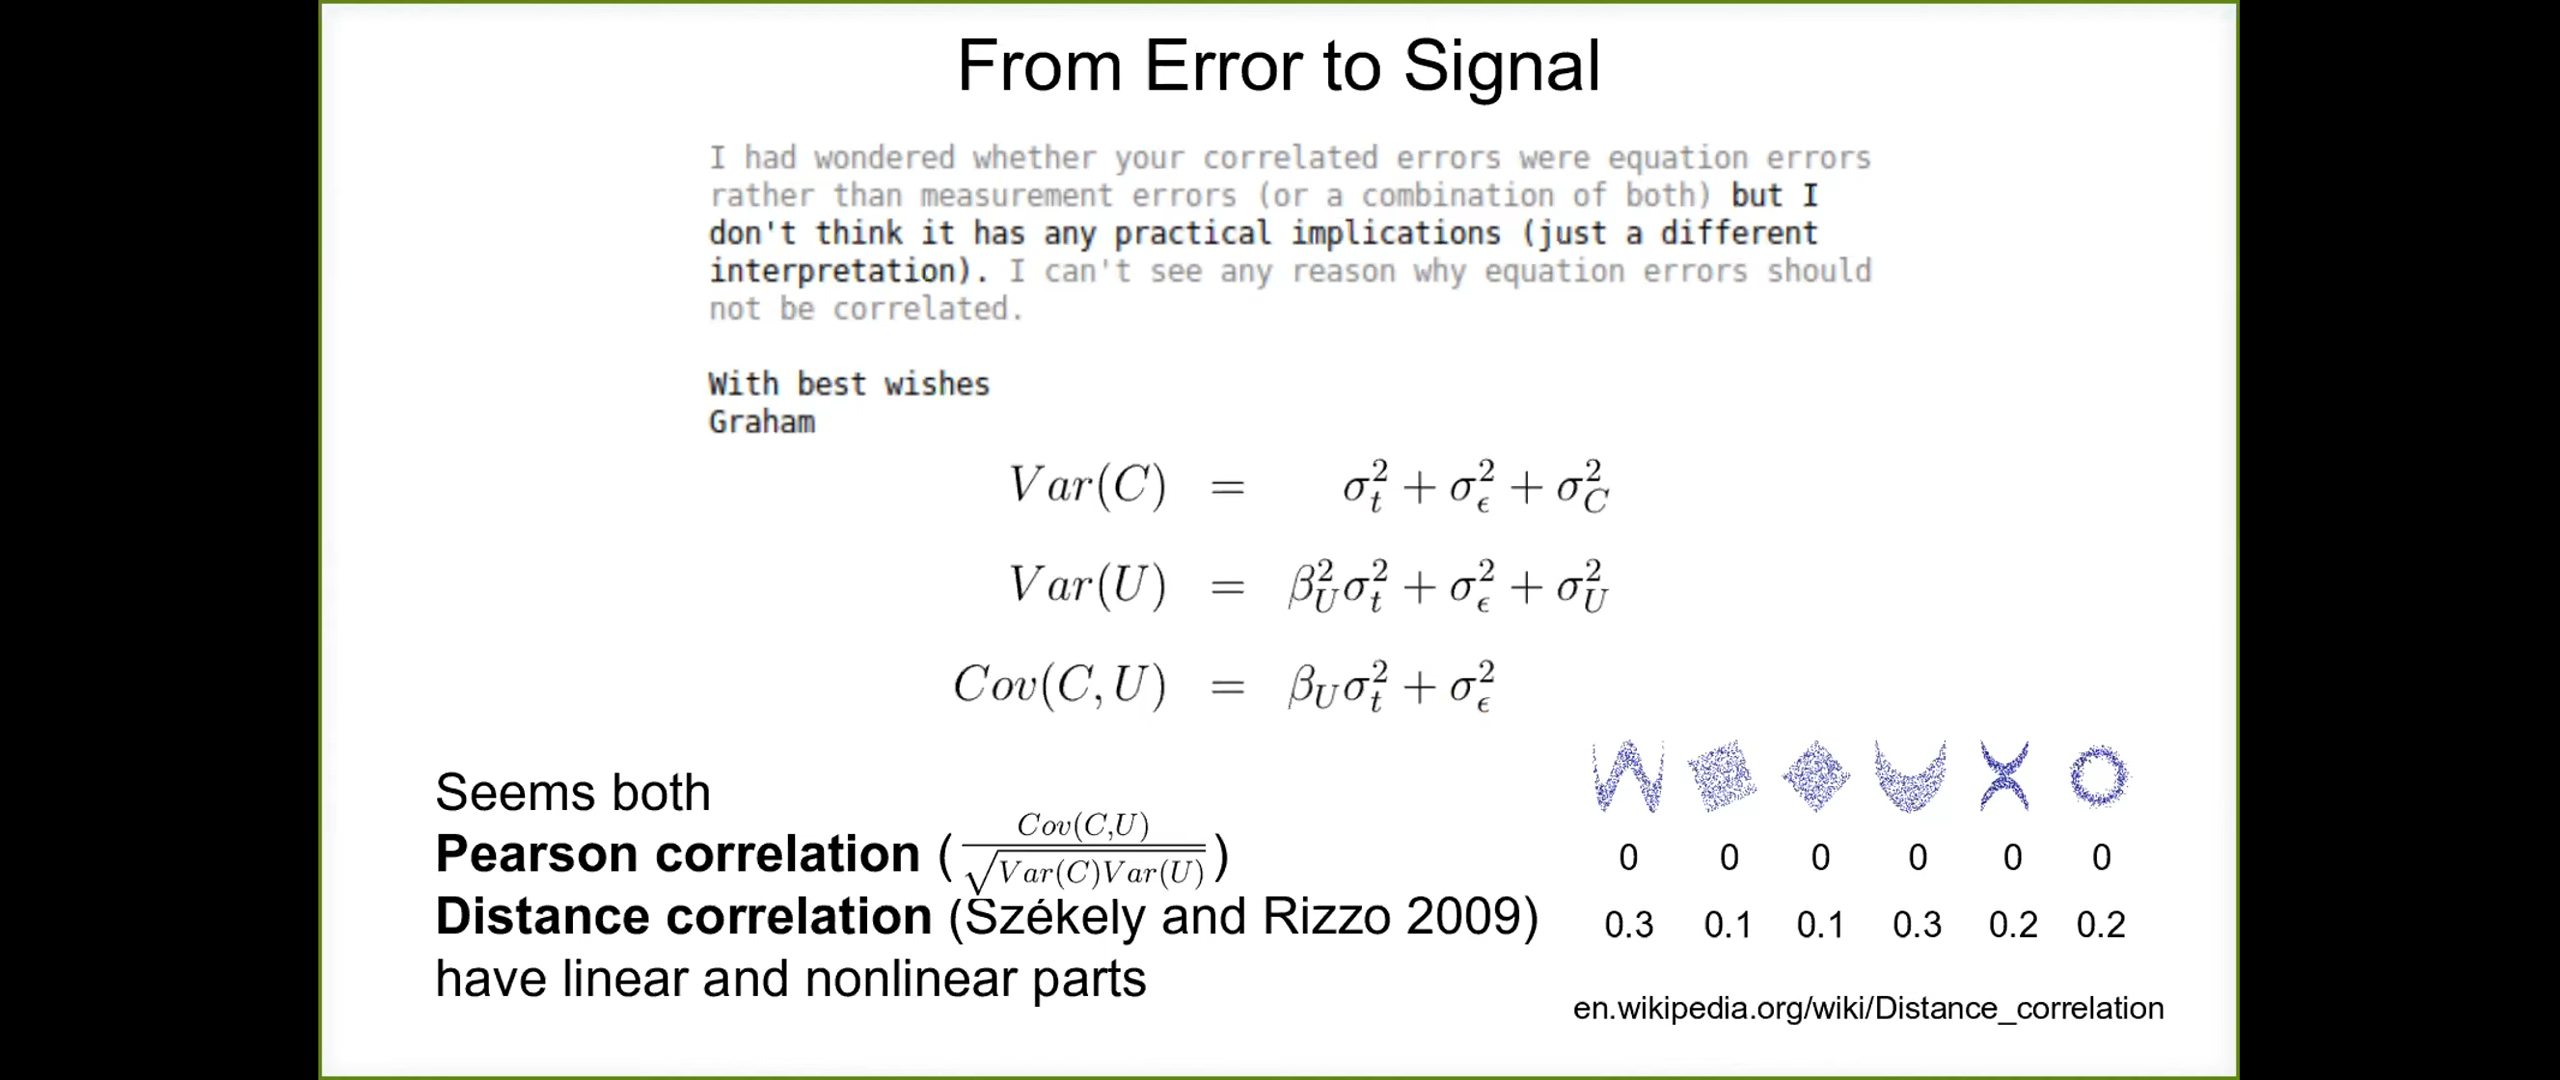 From Error to Signal
I had wondered whether your correlated errors were equation errors
rather than measurement errors (or a combination of both) but I
don't think it has any practical implications (just a different
interpretation). I can't see any reason why equation errors should
not be correlated.
With best wishes
Graham
Var(C) = σ_t^2 + σ_ϵ^2 + σ_C^2
Var(U) = β_U^2σ_t^2 + σ_ϵ^2 + σ_U^2
Cov(C, U) = β_Uσ_t^2 + σ_ϵ^2
Seems both
Pearson correlation (Cov(C,U)/√Var(C)Var(U))
Distance correlation (Székely and Rizzo 2009)
have linear and nonlinear parts
0 0 0 0 0 0
0.3 0.1 0.1 0.3 0.2 0.2
en.wikipedia.org/wiki/Distance_correlation